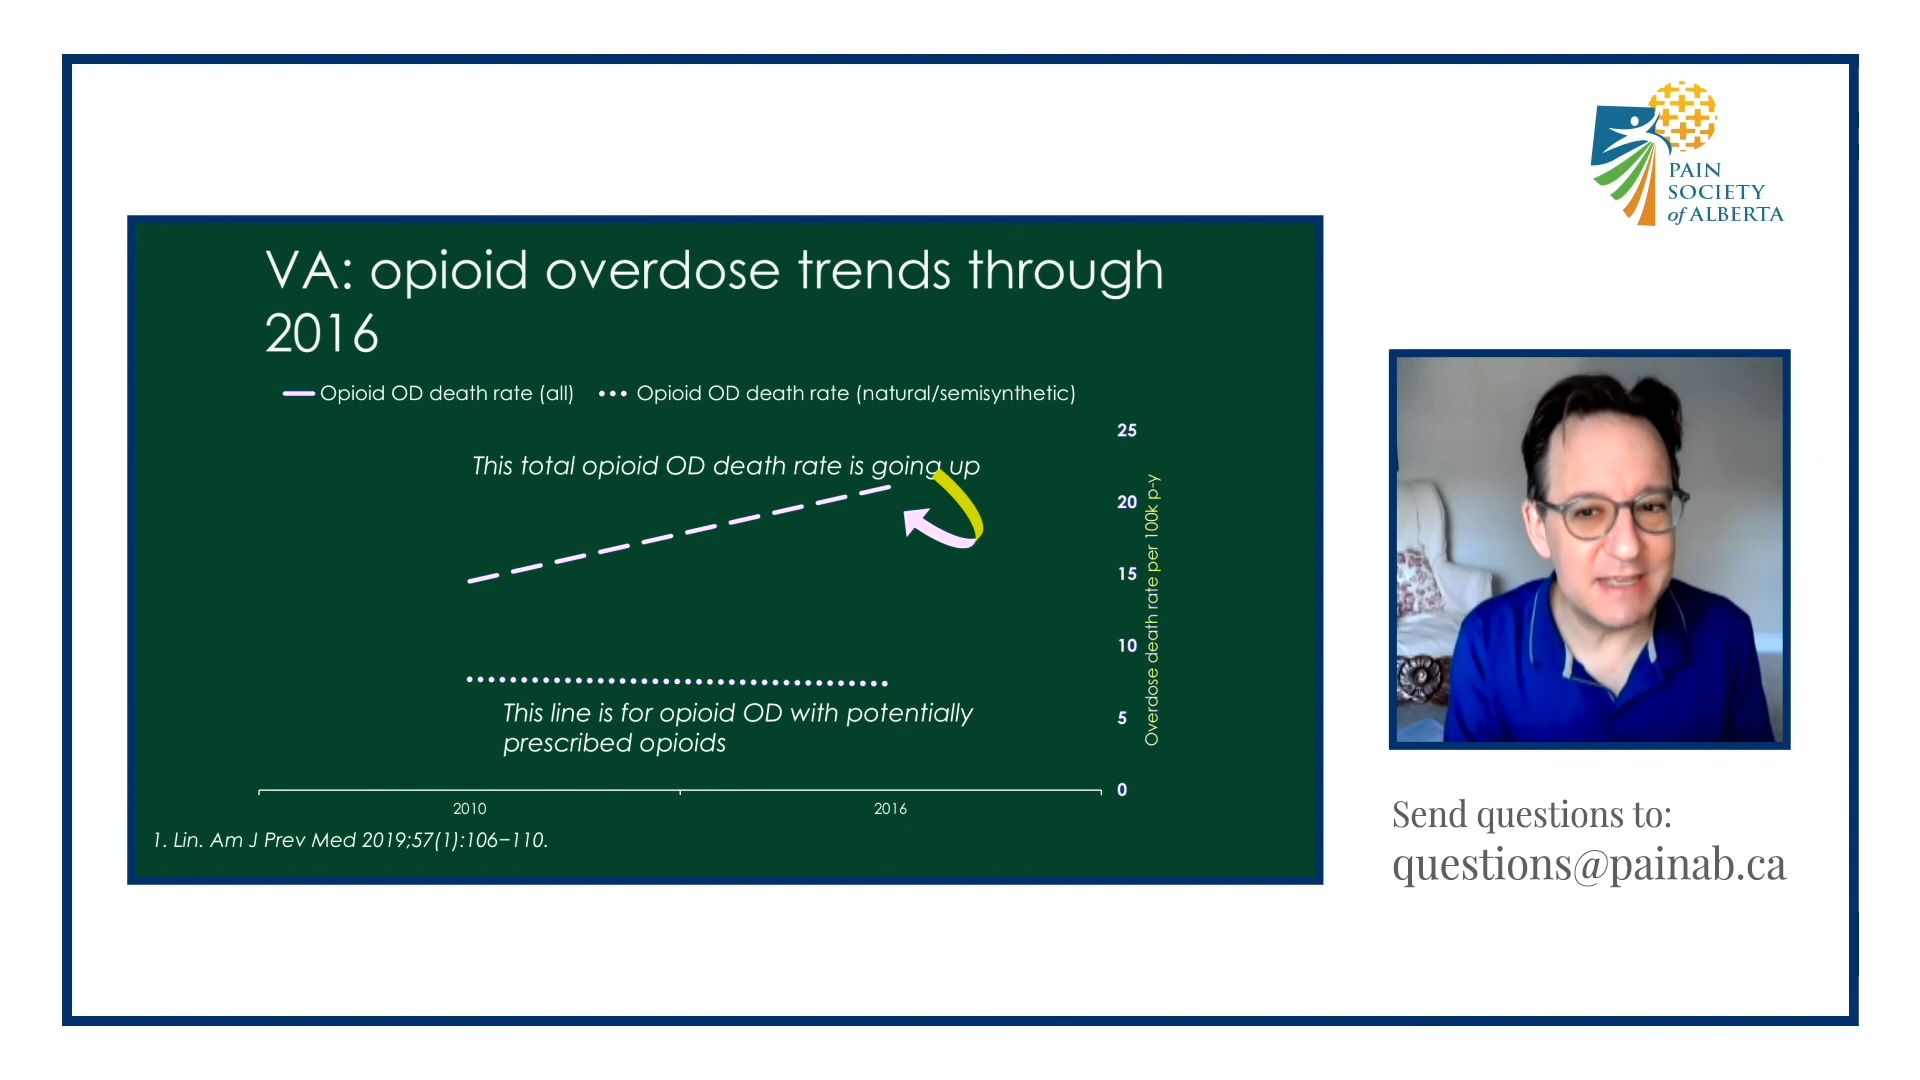 PAIN
SOCIETY
of ALBERTA
VA: opioid overdose trends through
2016
Opioid OD death rate (all) Opioid OD death rate (natural/semisynthetic)
25
This total opioid OD death rate is going up
20
15
10
This line is for opioid OD with potentially
prescribed opioids
5
0
Overdose death rate per 100k p-y
2010 2016
1. Lin. Am J Prev Med 2019;57(1):106–110.
Send questions to:
questions@painab.ca